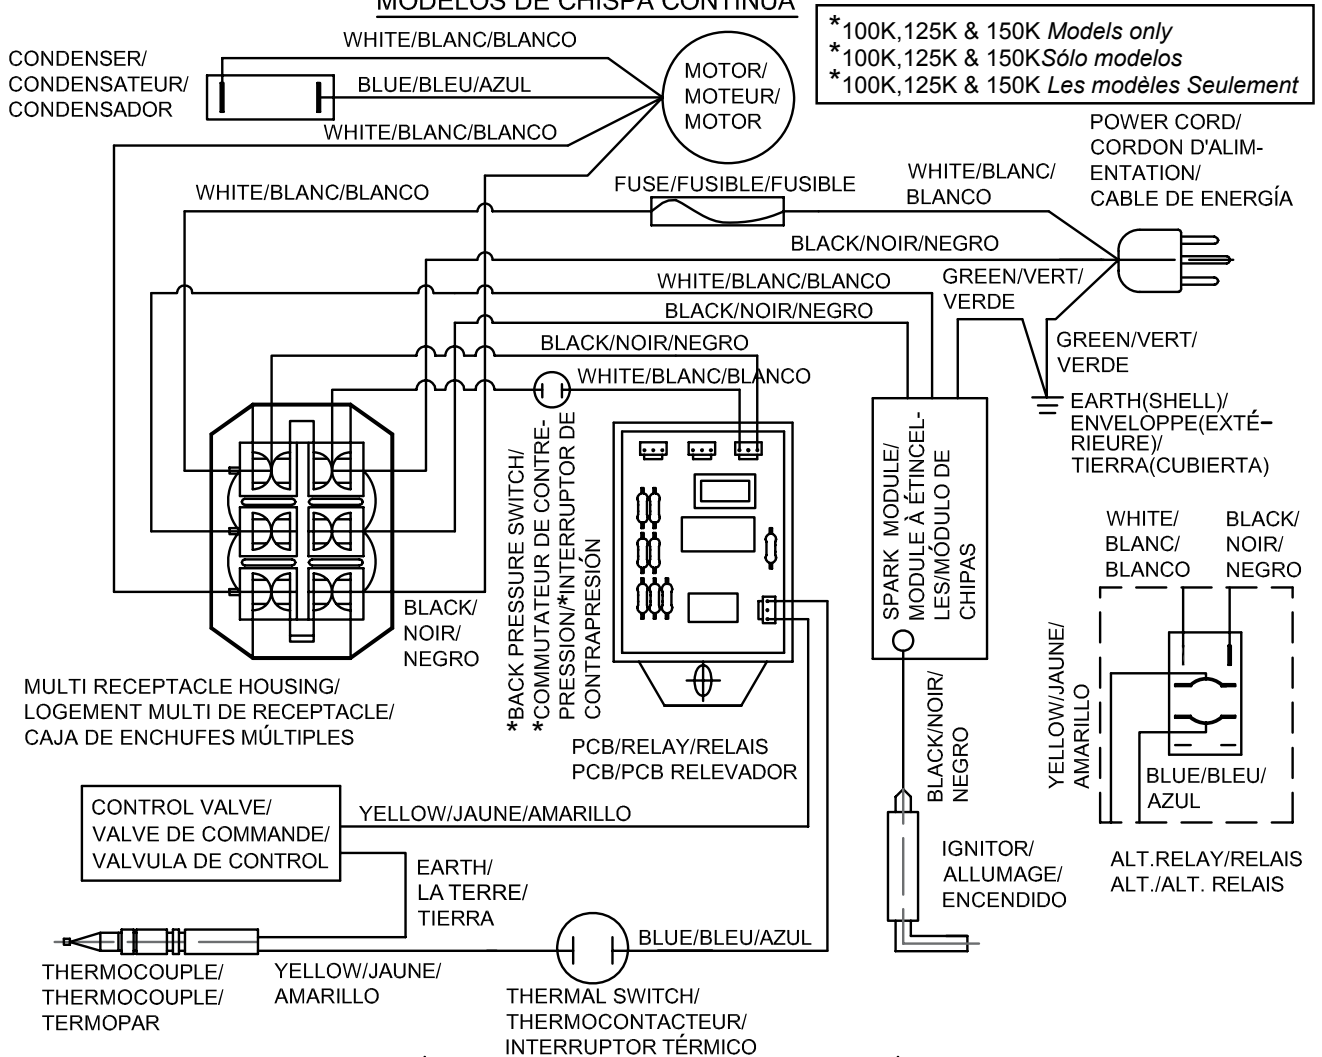 MODELOS DE CHISPA CONTINUA
*100K,125K & 150K Models only
*100K,125K & 150KSólo modelos
*100K,125K & 150K Les modèles Seulement
CONDENSER/
CONDENSATEUR/
CONDENSADOR
WHITE/BLANC/BLANCO
BLUE/BLEU/AZUL
WHITE/BLANC/BLANCO
MOTOR/
MOTEUR/
MOTOR
POWER CORD/
CORDON D'ALIM-
ENTATION/
CABLE DE ENERGÍA
WHITE/BLANC/BLANCO
FUSE/FUSIBLE/FUSIBLE
WHITE/BLANC/
BLANCO
BLACK/NOIR/NEGRO
WHITE/BLANC/BLANCO
GREEN/VERT/
VERDE
BLACK/NOIR/NEGRO
BLACK/NOIR/NEGRO
GREEN/VERT/
VERDE
WHITE/BLANC/BLANCO
EARTH(SHELL)/
ENVELOPPE(EXTÉ-
RIEURE)/
TIERRA(CUBIERTA)
*BACK PRESSURE SWITCH/
*COMMUTATEUR DE CONTRE-
PRESSION/*INTERRUPTOR DE
CONTRAPRESIÓN
SPARK MODULE/
MODULE À ÉTINCEL-
LES/MÓDULO DE
CHIPAS
WHITE/
BLANC/
BLANCO
BLACK/
NOIR/
NEGRO
BLACK/
NOIR/
NEGRO
YELLOW/JAUNE/
AMARILLO
MULTI RECEPTACLE HOUSING/
LOGEMENT MULTI DE RECEPTACLE/
CAJA DE ENCHUFES MÚLTIPLES
PCB/RELAY/RELAIS
PCB/PCB RELEVADOR
BLACK/NOIR/
NEGRO
BLUE/BLEU/
AZUL
CONTROL VALVE/
VALVE DE COMMANDE/
VALVULA DE CONTROL
YELLOW/JAUNE/AMARILLO
EARTH/
LA TERRE/
TIERRA
IGNITOR/
ALLUMAGE/
ENCENDIDO
ALT.RELAY/RELAIS
ALT./ALT. RELAIS
BLUE/BLEU/AZUL
THERMOCOUPLE/
THERMOCOUPLE/
TERMOPAR
YELLOW/JAUNE/
AMARILLO
THERMAL SWITCH/
THERMOCONTACTEUR/
INTERRUPTOR TÉRMICO